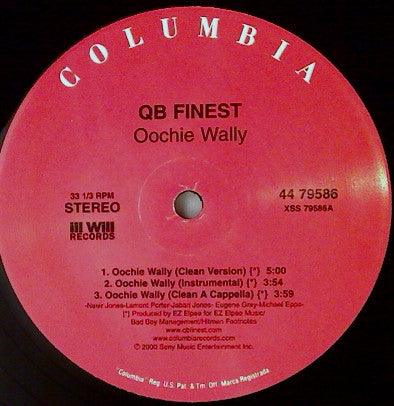 COLUMBIA
QB FINEST
Oochie Wally
33 1/3 RPM
STEREO
ill will
RECORDS
44 79586
XSS 79586A
1. Oochie Wally (Clean Version) {*} 5:00
2. Oochie Wally (Instrumental) {*} 3:54
3. Oochie Wally (Clean A Cappella) {*} 3:59
-Nasir Jones-Lamont Porter-Jabari Jones- Eugene Gray-Michael Epps-
{*} Produced by EZ Elpee for EZ Elpee Music/
Bad Boy Management/Hitmen Footnotes
www.qbfinest.com
www.columbiarecords.com
℗ 2000 Sony Music Entertainment Inc.
"Columbia" Reg. U.S. Pat. & Tm. Off. Marca Registrada.